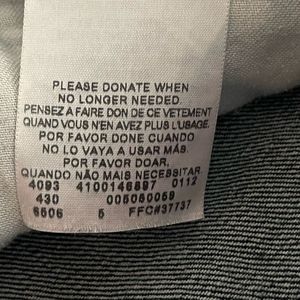 PLEASE DONATE WHEN
NO LONGER NEEDED.
PENSEZ A FAIRE DON DE CE VETEMENT
QUAND VOUS N'EN AVEZ PLUS L'USAGE.
POR FAVOR DONE CUANDO
NO LO VAYA A USAR MÁS.
POR FAVOR DOAR,
QUANDO NÃO MAIS NECESSITAR.
4093 4100146897 0112
430 005050059
6506 5 FFC#37737